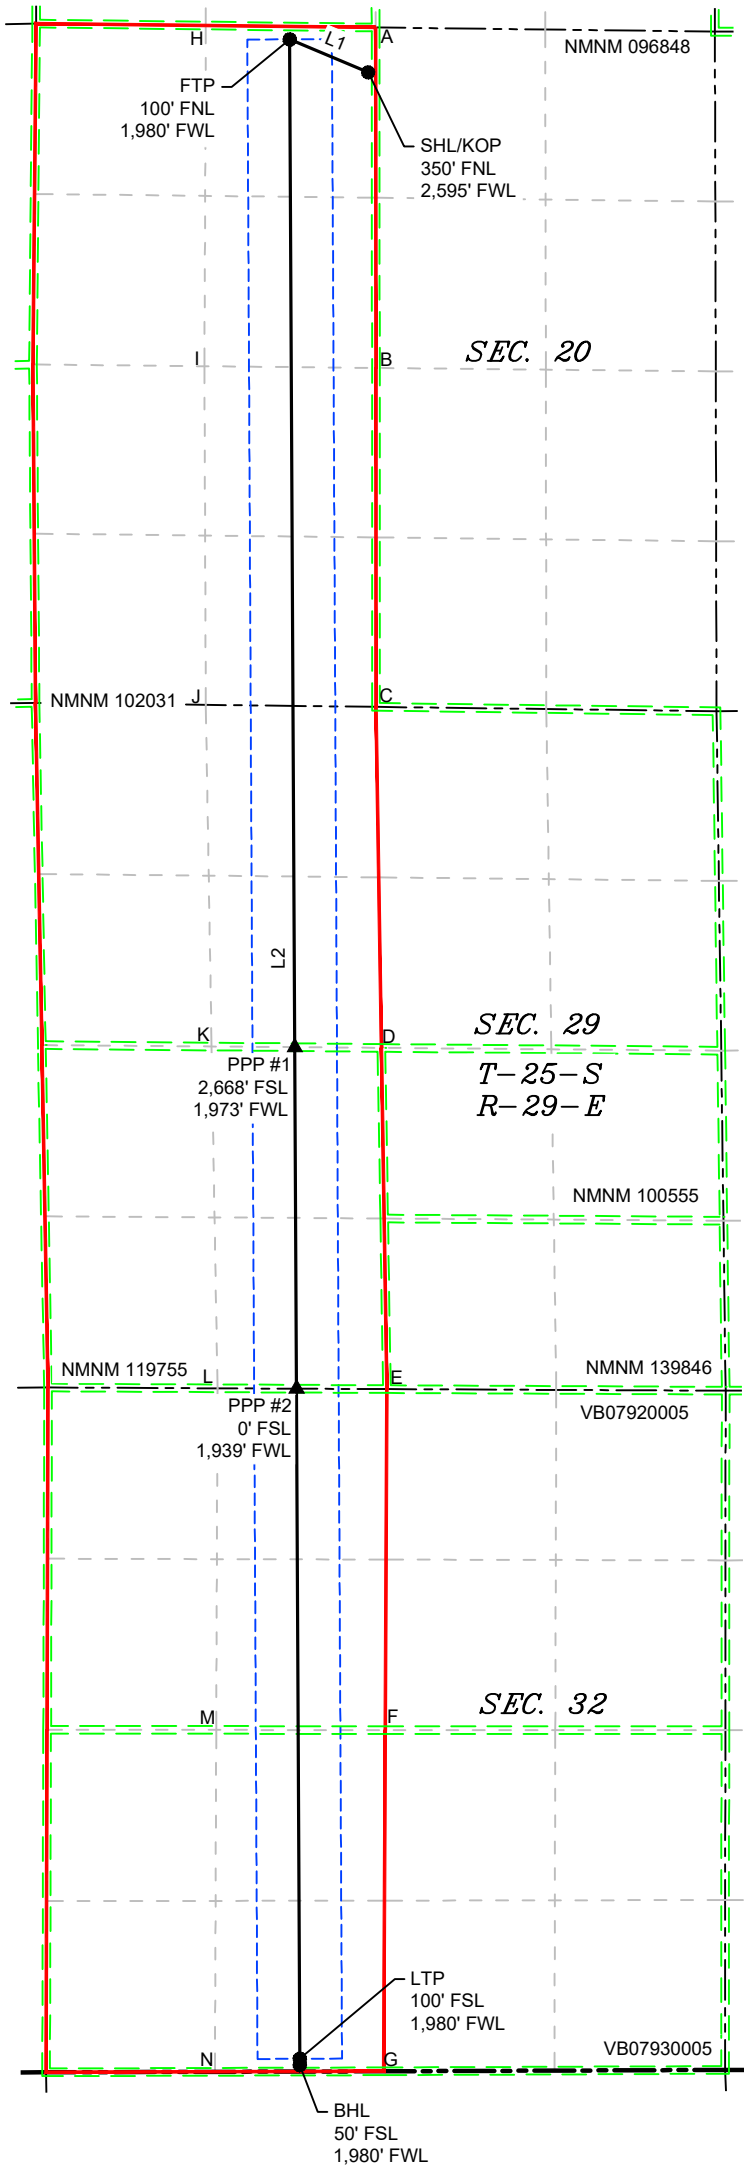 H
L1
A
NMNM 096848
FTP
100' FNL
1,980' FWL
SHL/KOP
350' FNL
2,595' FWL
I
B
SEC. 20
NMNM 102031
J
C
L2
K
D
SEC. 29
T-25-S
R-29-E
PPP #1
2,668' FSL
1,973' FWL
NMNM 100555
NMNM 119755
L
E
NMNM 139846
VB07920005
PPP #2
0' FSL
1,939' FWL
M
F
SEC. 32
LTP
100' FSL
1,980' FWL
N
G
VB07930005
BHL
50' FSL
1,980' FWL